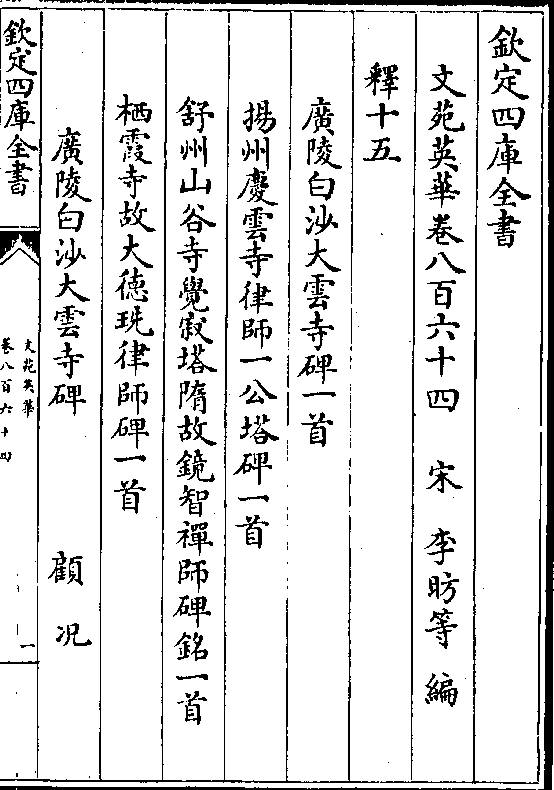 欽定四庫全書
文苑英華卷八百六十四　宋　李昉等　編
釋十五
廣陵白沙大雲寺碑一首
揚州慶雲寺律師一公塔碑一首
舒州山谷寺覺寂塔隋故鏡智禪師碑銘一首
栖霞寺故大徳珗律師碑一首
廣陵白沙大雲寺碑　顧况
欽定四庫全書
文苑英華
卷八百六十四
一